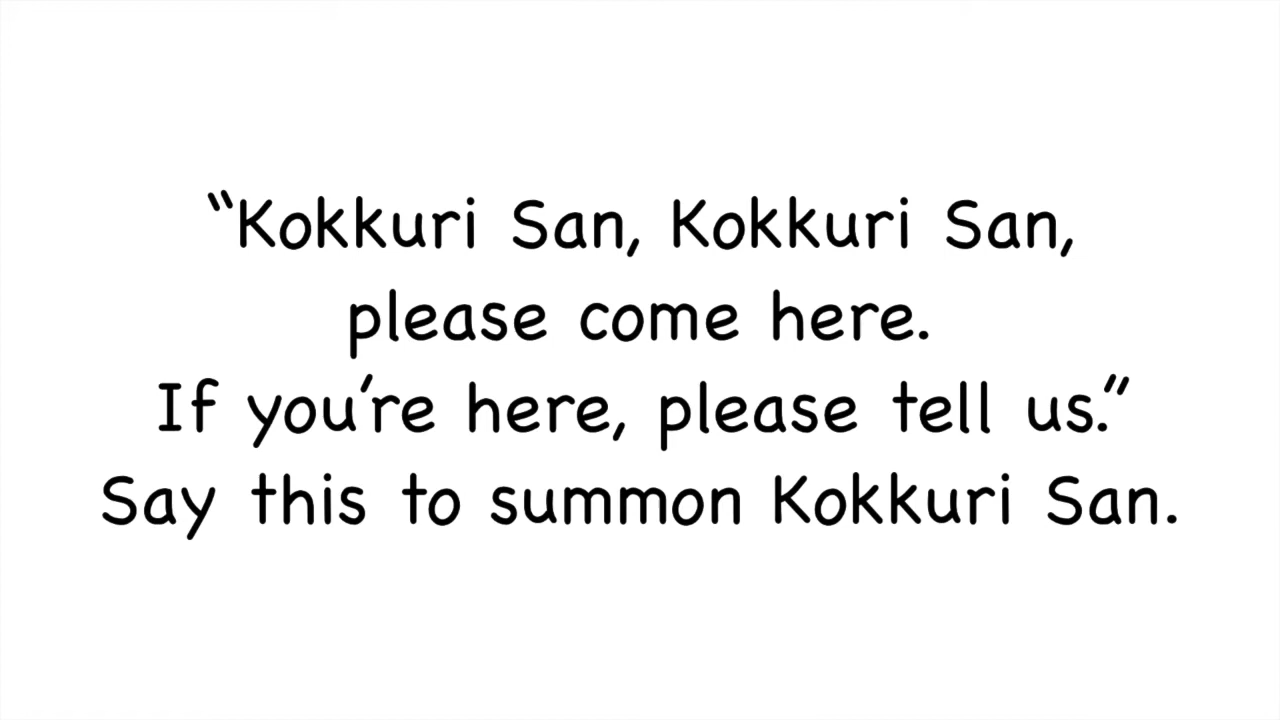 “Kokkuri San, Kokkuri San,
please come here.
If you’re here, please tell us.”
Say this to summon Kokkuri San.